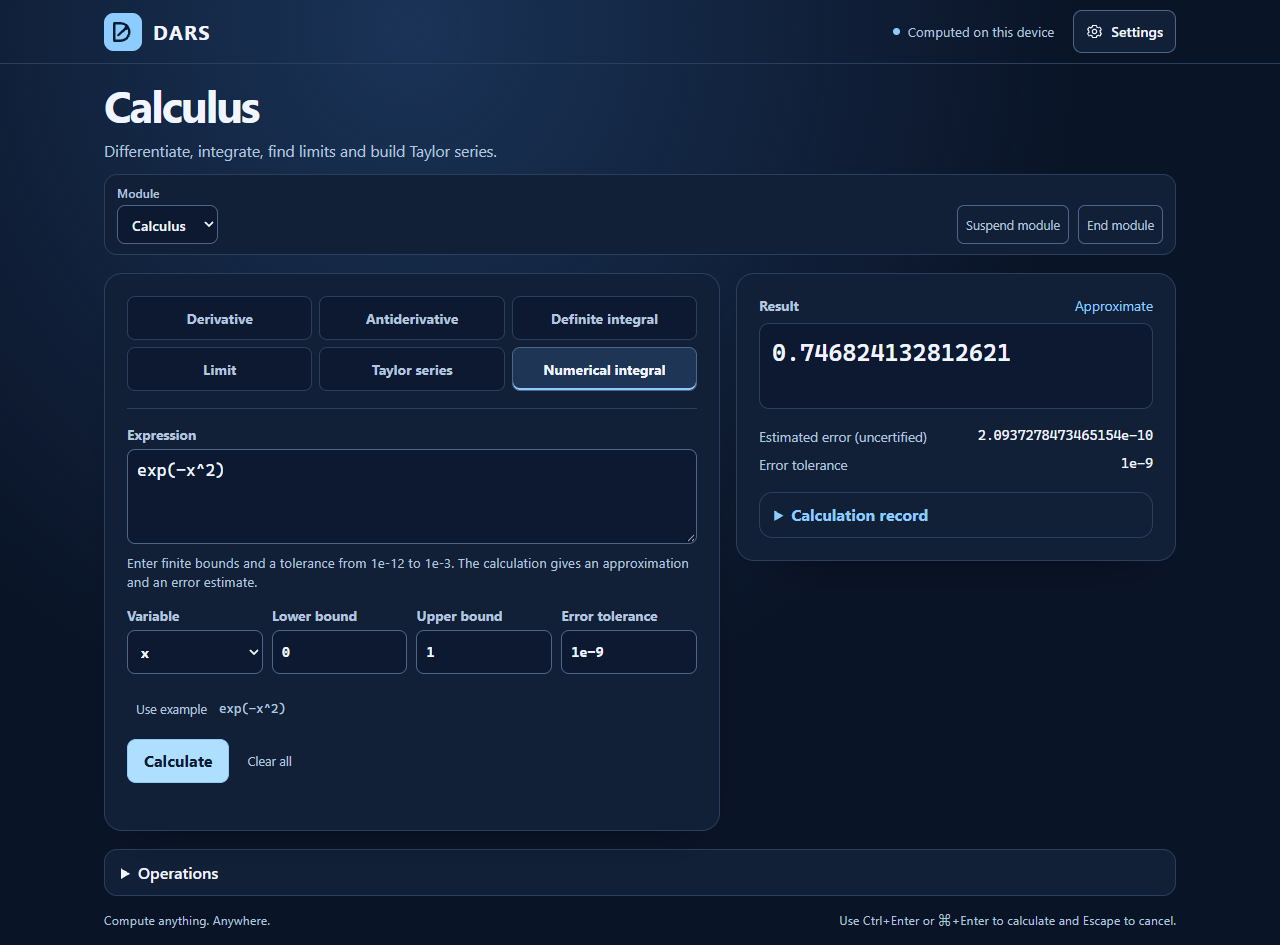 DARS
Computed on this device
Settings
Calculus
Differentiate, integrate, find limits and build Taylor series.
Module
Calculus
Suspend module
End module
Derivative
Antiderivative
Definite integral
Limit
Taylor series
Numerical integral
Expression
exp(-x^2)
Enter finite bounds and a tolerance from 1e-12 to 1e-3. The calculation gives an approximation
and an error estimate.
Variable
Lower bound
Upper bound
Error tolerance
x
0
1
1e-9
Use example exp(-x^2)
Calculate
Clear all
Result
Approximate
0.746824132812621
Estimated error (uncertified)
2.0937278473465154e-10
Error tolerance
1e-9
Calculation record
Operations
Compute anything. Anywhere.
Use Ctrl+Enter or ⌘+Enter to calculate and Escape to cancel.